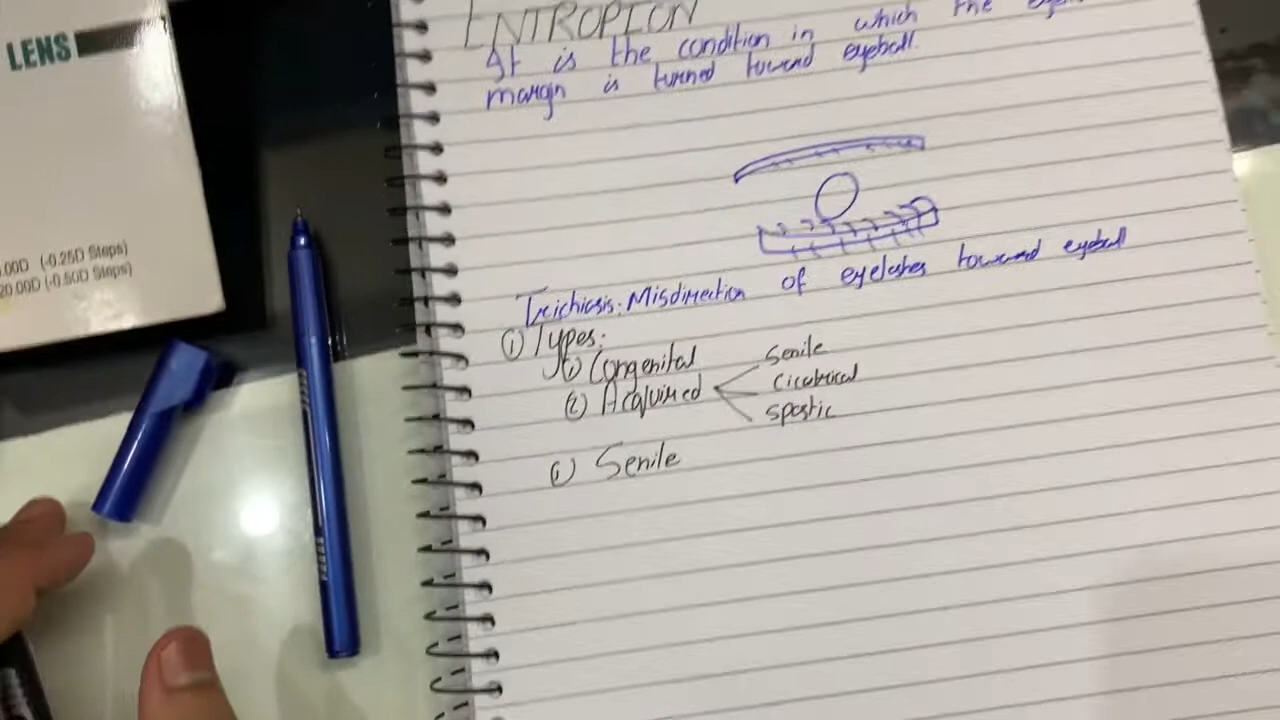 LENS
.00D (-0.25D Steps)
20.00D (-0.50D Steps)
ENTROPION
It is the condition in which the
margin is turned toward eyeball.
Trichiasis: Misdirection of eyelashes toward eyeball
① Types:
① Congenital
② Acquired
Senile
Cicatrical
Spastic
① Senile